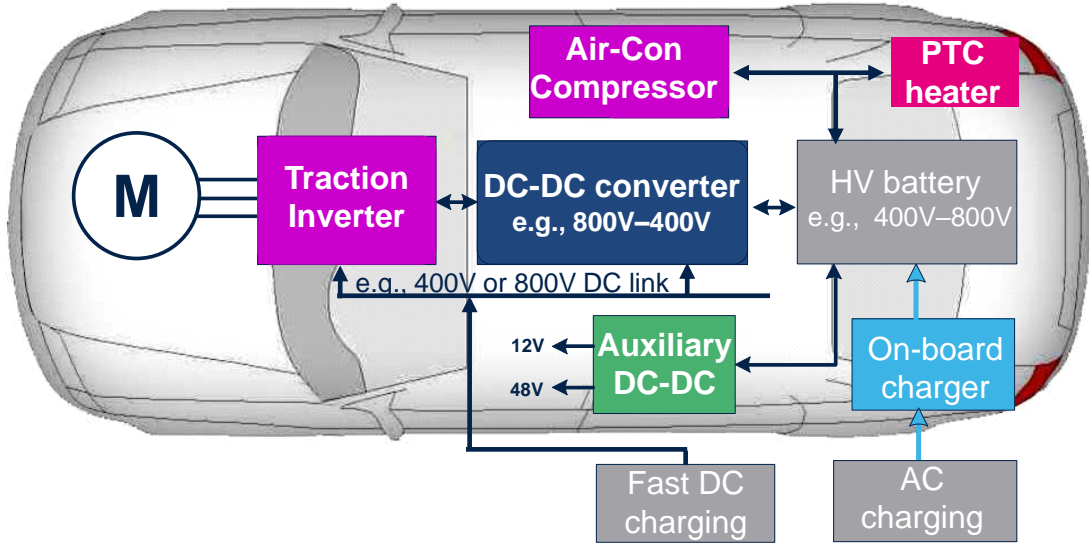 Air-Con
Compressor
PTC
heater
M
Traction
Inverter
DC-DC converter
e.g., 800V–400V
HV battery
e.g.,  400V–800V
e.g., 400V or 800V DC link
12V
48V
Auxiliary
DC-DC
On-board
charger
Fast DC
charging
AC
charging